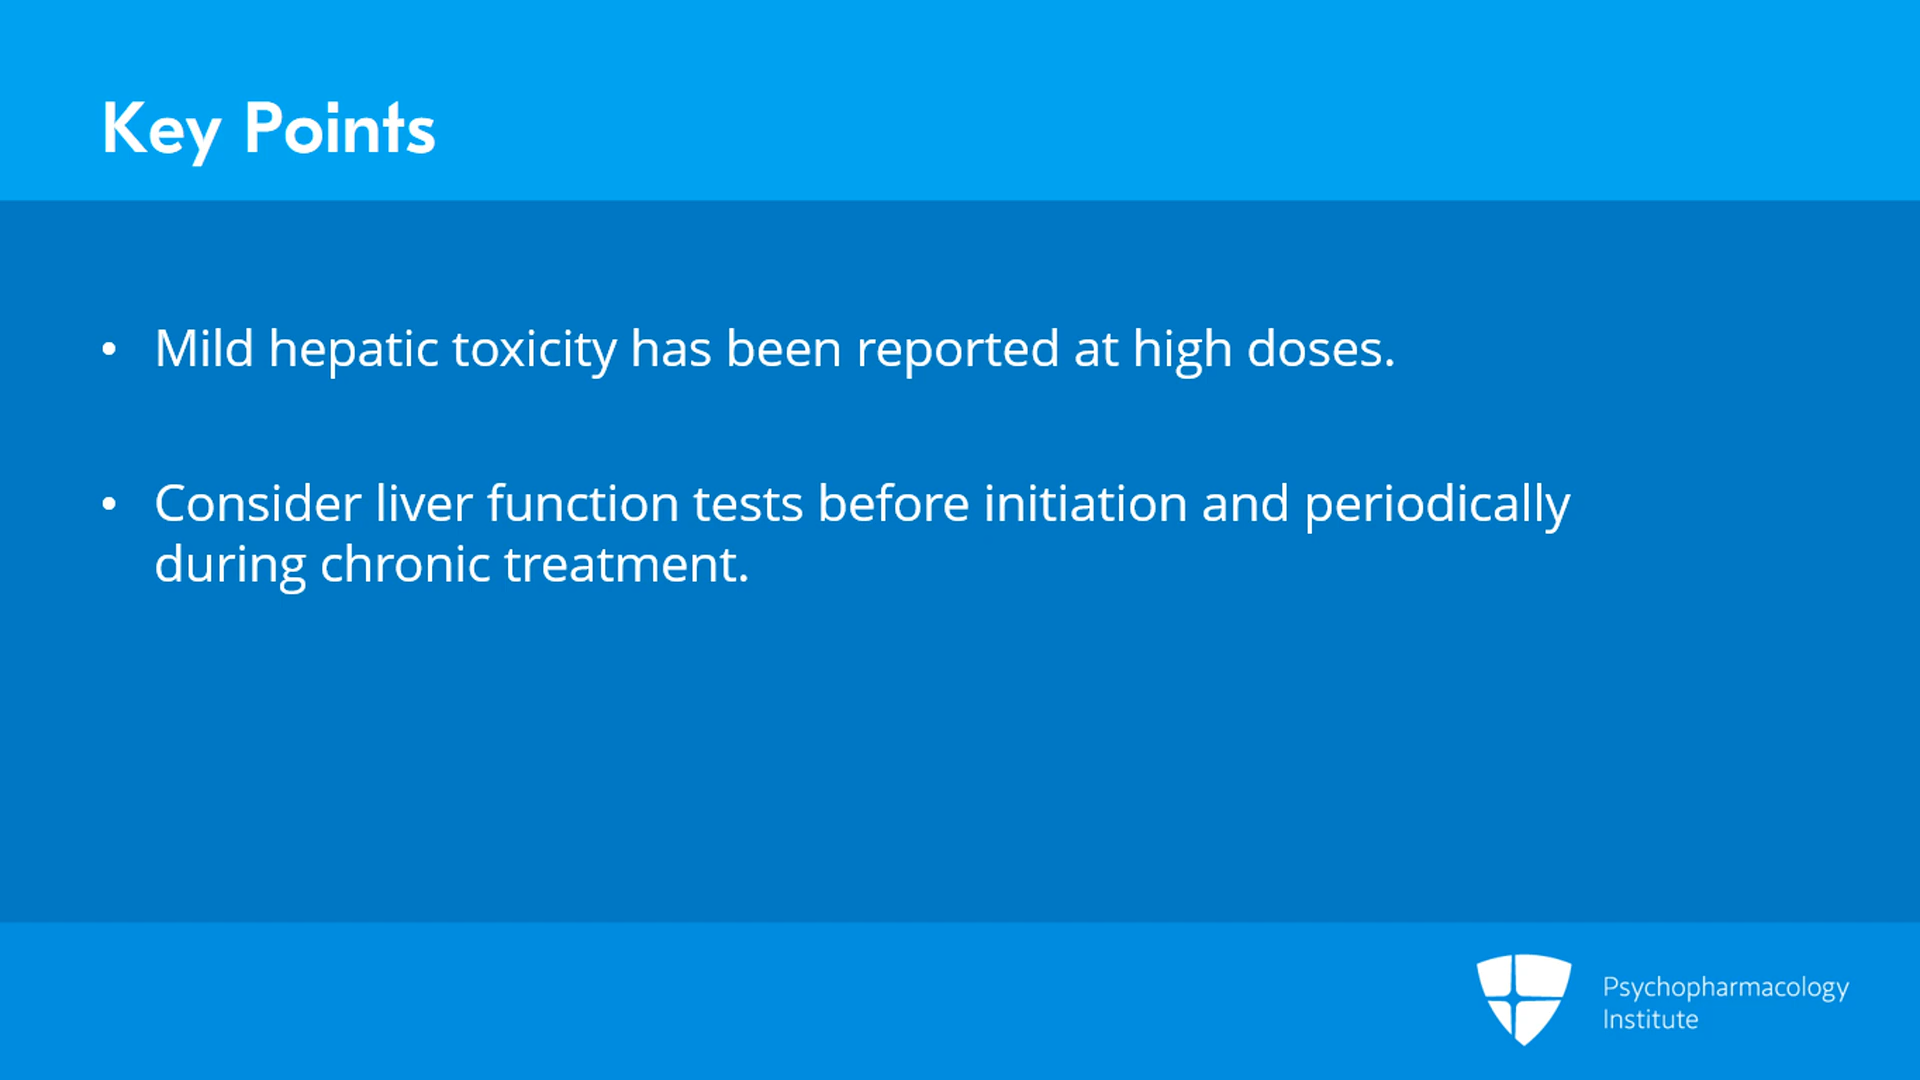 Key Points
• Mild hepatic toxicity has been reported at high doses.
• Consider liver function tests before initiation and periodically
during chronic treatment.
Psychopharmacology
Institute